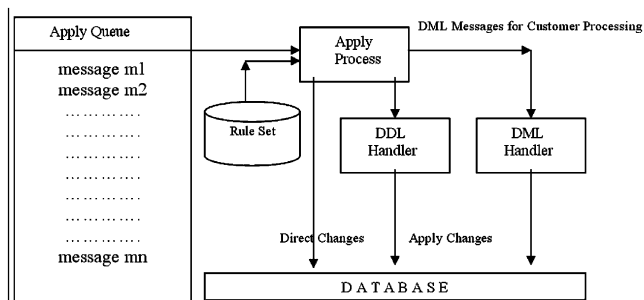 Apply Queue
message m1
message m2
………….
………….
………….
………….
………….
………….
………….
message mn
Rule Set
Apply
Process
DML Messages for Customer Processing
DDL
Handler
DML
Handler
Direct Changes
Apply Changes
D A T A B A S E